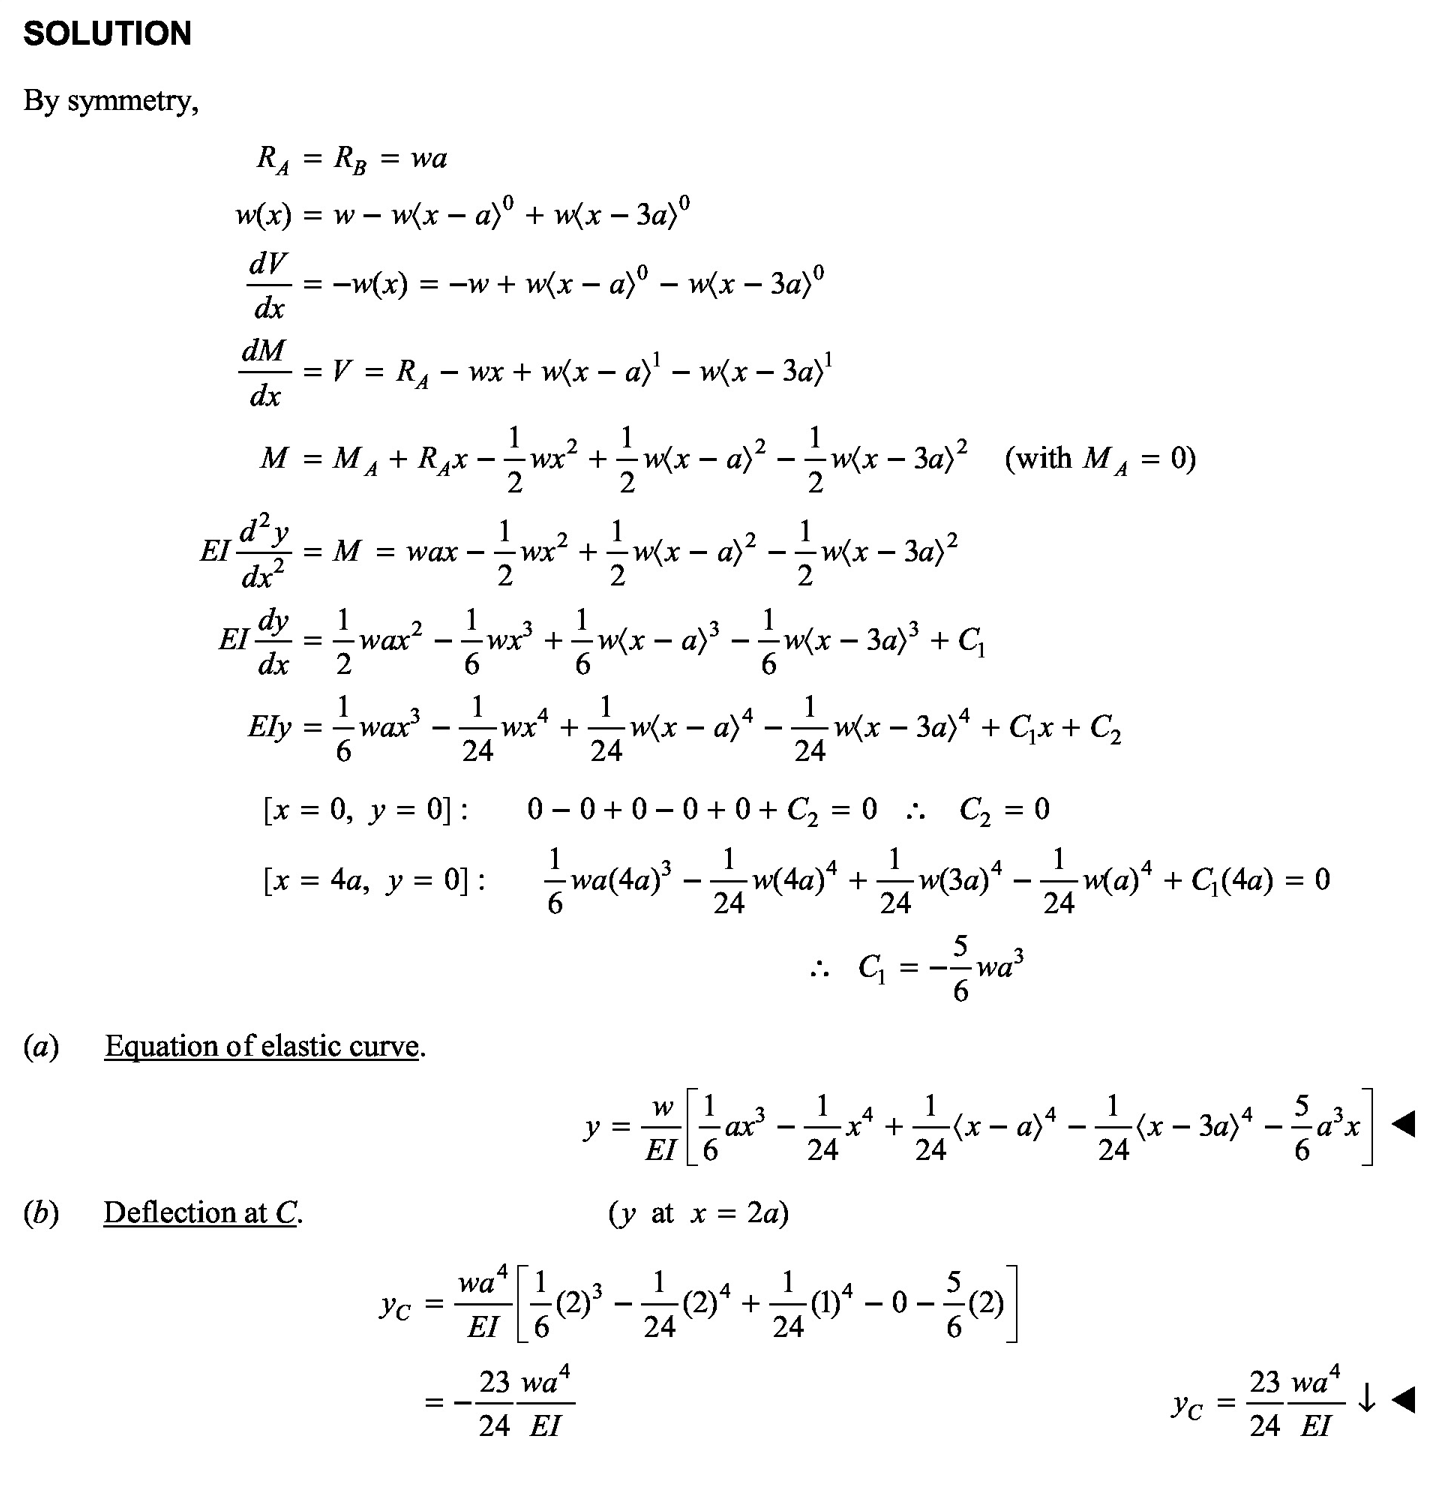 SOLUTION
By symmetry,
R_A = R_B = wa
w(x) = w − w⟨x − a⟩^0 + w⟨x − 3a⟩^0
dV/dx = −w(x) = −w + w⟨x − a⟩^0 − w⟨x − 3a⟩^0
dM/dx = V = R_A − wx + w⟨x − a⟩^1 − w⟨x − 3a⟩^1
M = M_A + R_A x − 1/2 wx^2 + 1/2 w⟨x − a⟩^2 − 1/2 w⟨x − 3a⟩^2 (with M_A = 0)
EI d^2y/dx^2 = M = wax − 1/2 wx^2 + 1/2 w⟨x − a⟩^2 − 1/2 w⟨x − 3a⟩^2
EI dy/dx = 1/2 wax^2 − 1/6 wx^3 + 1/6 w⟨x − a⟩^3 − 1/6 w⟨x − 3a⟩^3 + C_1
EIy = 1/6 wax^3 − 1/24 wx^4 + 1/24 w⟨x − a⟩^4 − 1/24 w⟨x − 3a⟩^4 + C_1x + C_2
[x = 0, y = 0] : 0 − 0 + 0 − 0 + 0 + C_2 = 0 ∴ C_2 = 0
[x = 4a, y = 0] : 1/6 wa(4a)^3 − 1/24 w(4a)^4 + 1/24 w(3a)^4 − 1/24 w(a)^4 + C_1(4a) = 0
∴ C_1 = −5/6 wa^3
(a) Equation of elastic curve.
y = w/EI [1/6 ax^3 − 1/24 x^4 + 1/24 ⟨x − a⟩^4 − 1/24 ⟨x − 3a⟩^4 − 5/6 a^3x] ◀
(b) Deflection at C. (y at x = 2a)
y_C = wa^4/EI [1/6 (2)^3 − 1/24 (2)^4 + 1/24 (1)^4 − 0 − 5/6 (2)]
= −23/24 wa^4/EI y_C = 23/24 wa^4/EI ↓ ◀